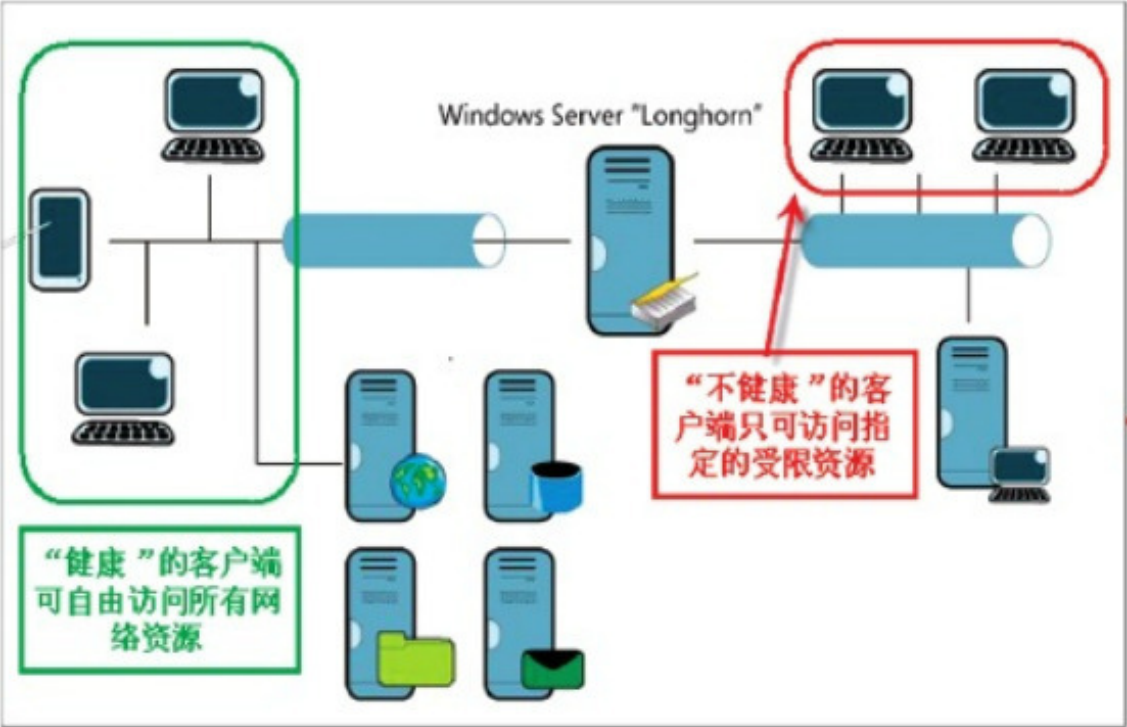 Windows Server "Longhorn"
“不健康”的客
户端只可访问指
定的受限资源
“健康”的客户端
可自由访问所有网
络资源